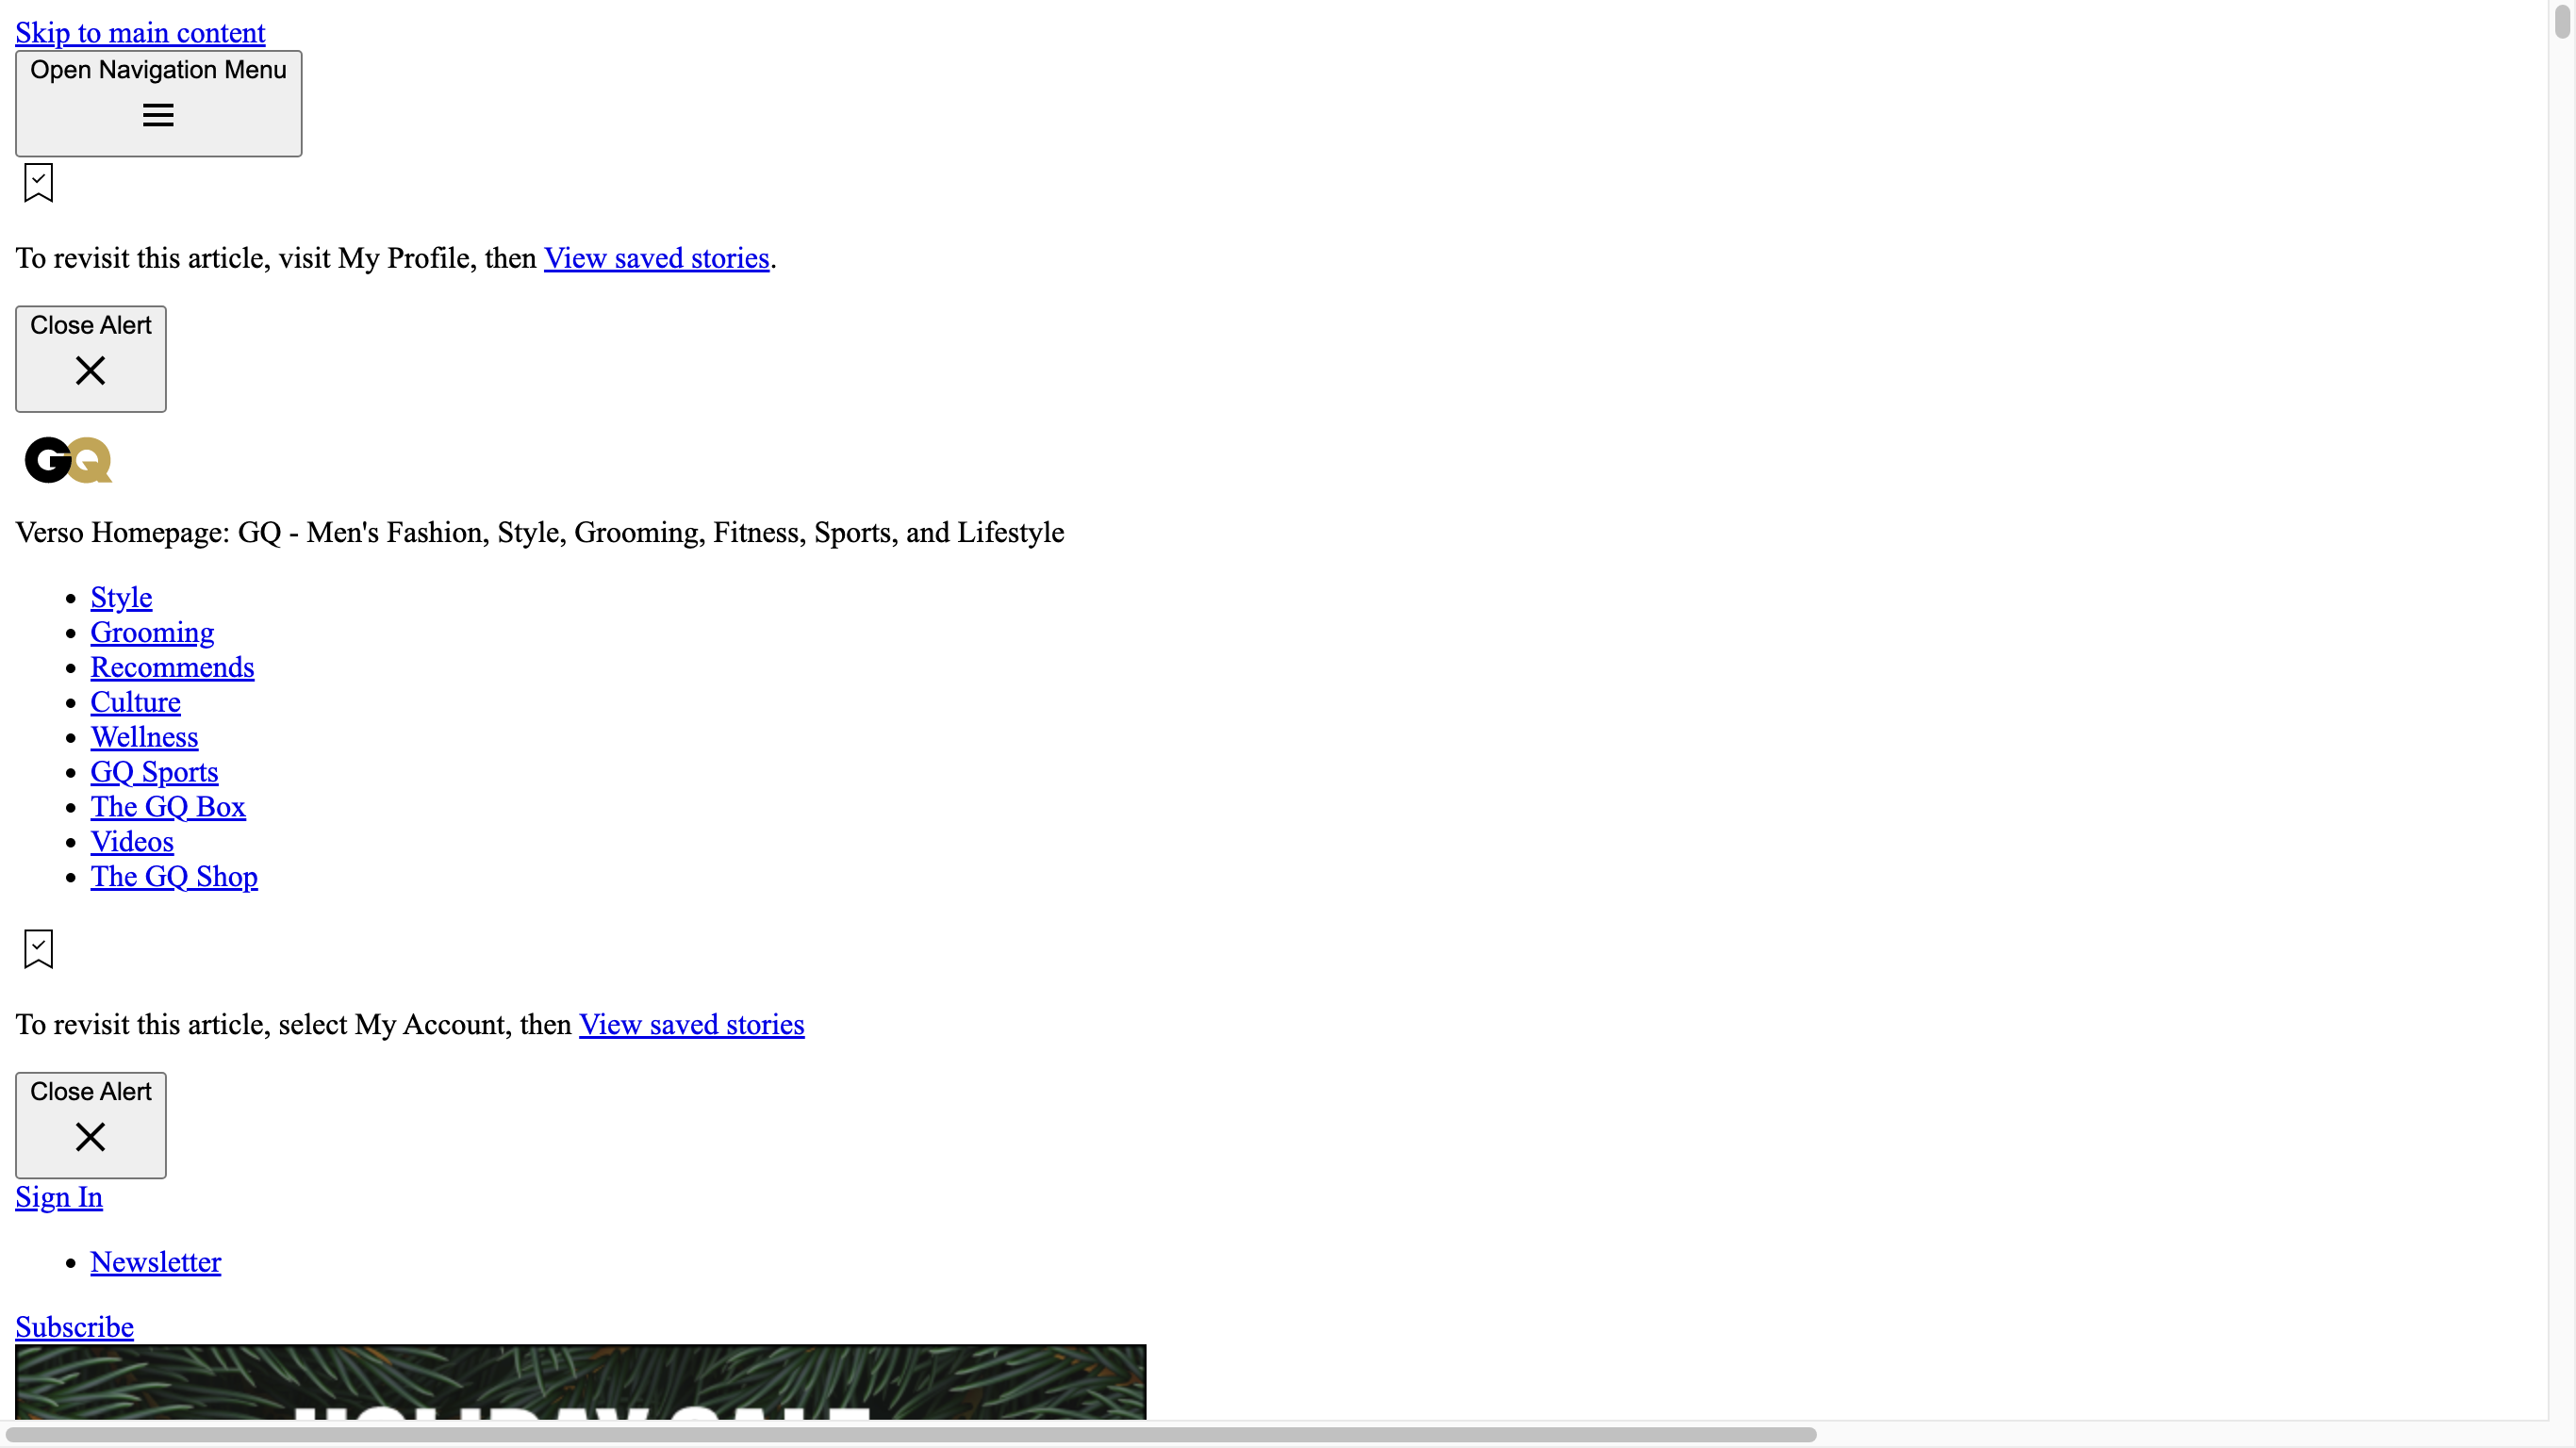 Skip to main content
Open Navigation Menu
To revisit this article, visit My Profile, then View saved stories.
Close Alert
GQ
Verso Homepage: GQ - Men's Fashion, Style, Grooming, Fitness, Sports, and Lifestyle
Style
Grooming
Recommends
Culture
Wellness
GQ Sports
The GQ Box
Videos
The GQ Shop
To revisit this article, select My Account, then View saved stories
Close Alert
Sign In
Newsletter
Subscribe
HOLIDAY SALE